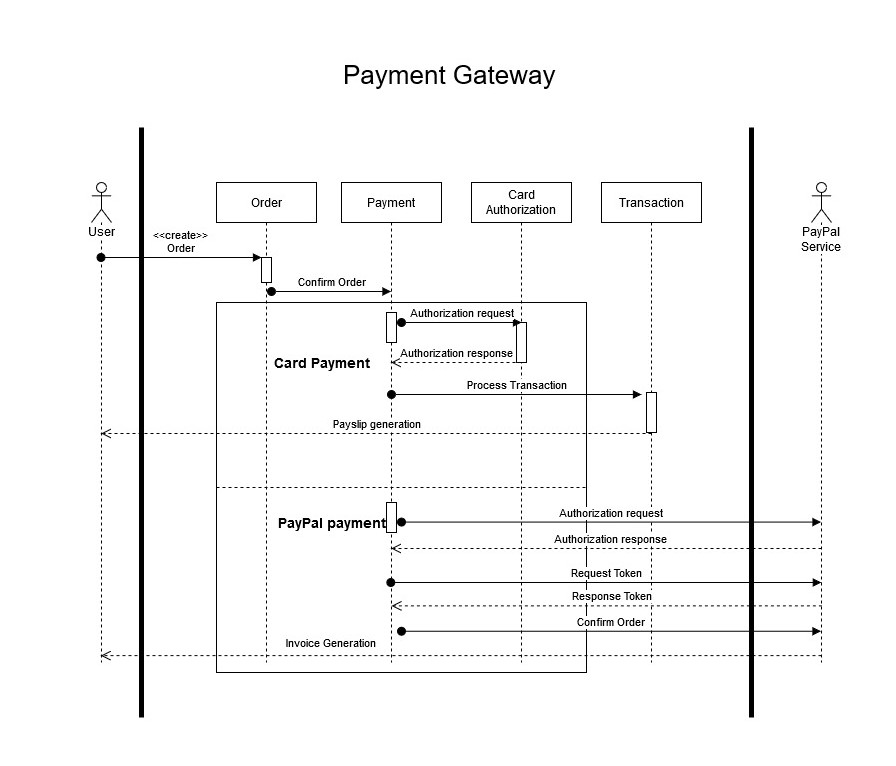 Payment Gateway
Order
Payment
Card
Authorization
Transaction
User
PayPal
Service
<<create>>
Order
Confirm Order
Authorization request
Authorization response
Card Payment
Process Transaction
Payslip generation
PayPal payment
Authorization request
Authorization response
Request Token
Response Token
Confirm Order
Invoice Generation